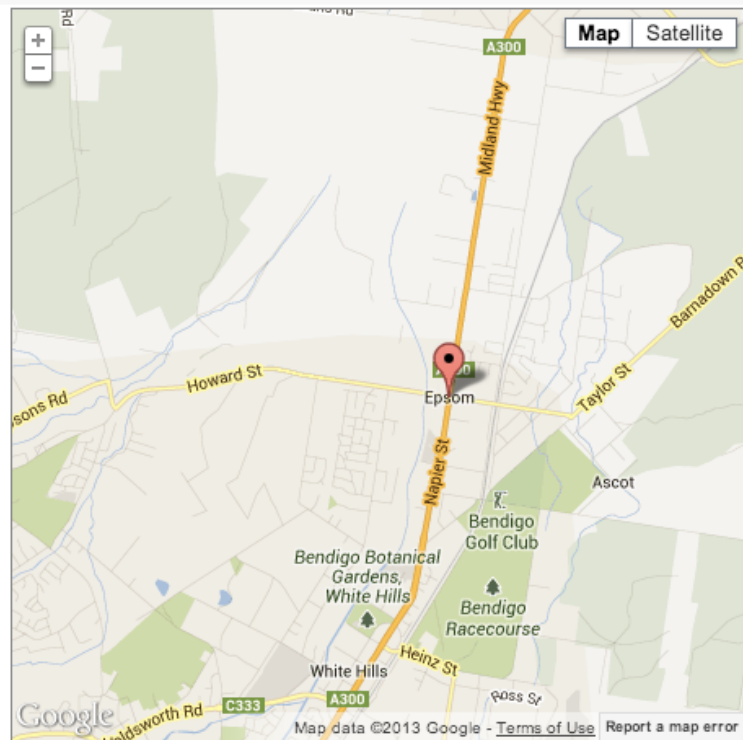 A300
Map
Satellite
+
−
Midland Hwy
Rd
Barnadown
Howard St
Epsom
Taylor St
Napier St
Ascot
Bendigo
Golf Club
Bendigo Botanical
Gardens,
White Hills
Bendigo
Racecourse
Heinz St
White Hills
Ross St
C333
A300
Google
Map data ©2013 Google - Terms of Use
Report a map error